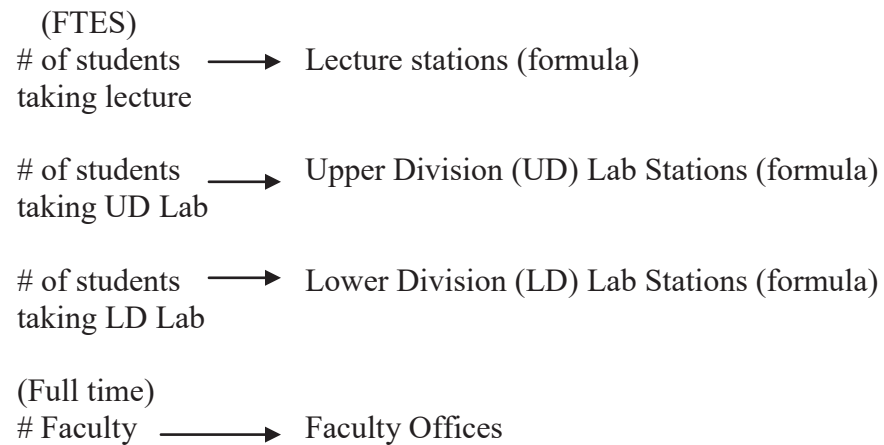 (FTES)
# of students Lecture stations (formula)
taking lecture
# of students Upper Division (UD) Lab Stations (formula)
taking UD Lab
# of students Lower Division (LD) Lab Stations (formula)
taking LD Lab
(Full time)
# Faculty Faculty Offices